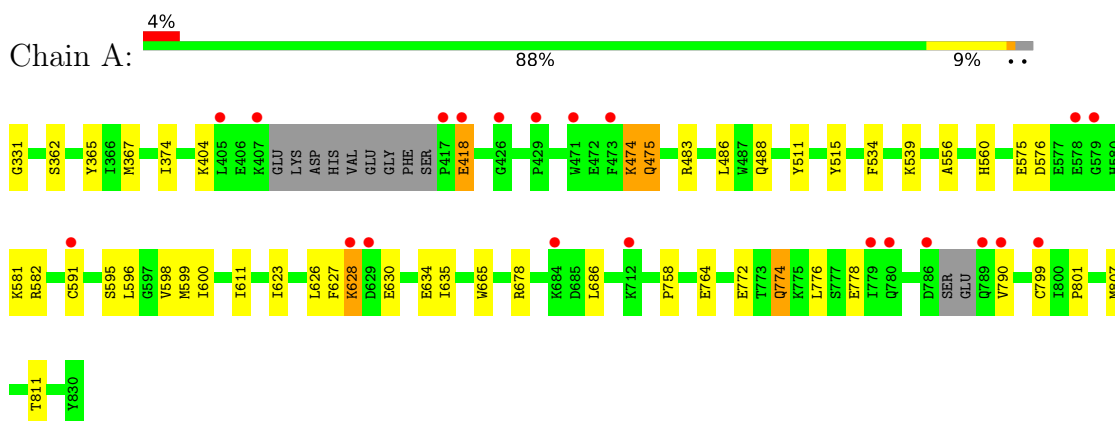 4%
Chain A:
88% 9% • •
G331 S362 Y365 I366 M367 I374 K404 L405 E406 K407 GLU LYS ASP HIS VAL GLU GLY PHE SER P417 E418 G426 P429 W471 E472 F473 K474 Q475 R483 L486 W487 Q488 Y511 Y515 F534 K539 A556 H560 E575 D576 E577 E578 G579
K581 R582 C591 S595 L596 G597 V598 M599 I600 I611 I623 L626 F627 K628 D629 E630 E634 I635 W665 R678 K684 D685 L686 K712 P758 E764 E772 T773 Q774 K775 L776 S777 E778 I779 Q780 D786 SER GLU Q789 V790 C799 I800 P801
T811 Y830